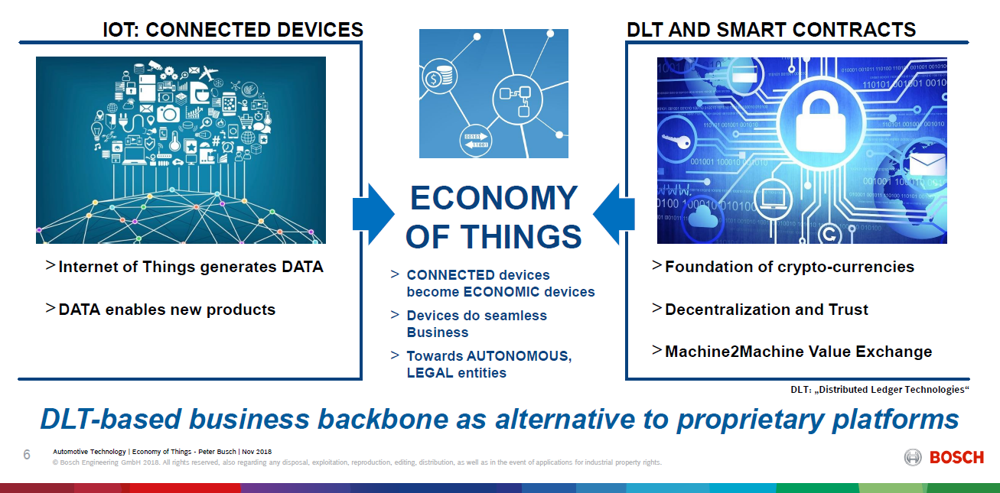 IOT: CONNECTED DEVICES
> Internet of Things generates DATA
> DATA enables new products
$
00101
11001
ECONOMY
OF THINGS
> CONNECTED devices
become ECONOMIC devices
> Devices do seamless
Business
> Towards AUTONOMOUS,
LEGAL entities
DLT AND SMART CONTRACTS
> Foundation of crypto-currencies
> Decentralization and Trust
> Machine2Machine Value Exchange
DLT: „Distributed Ledger Technologies“
DLT-based business backbone as alternative to proprietary platforms
6
Automotive Technology | Economy of Things - Peter Busch | Nov 2018
© Bosch Engineering GmbH 2018. All rights reserved, also regarding any disposal, exploitation, reproduction, editing, distribution, as well as in the event of applications for industrial property rights.
BOSCH